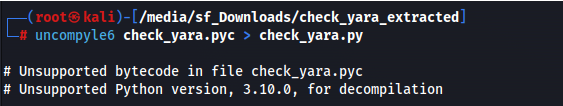 (root㉿kali)-[/media/sf_Downloads/check_yara_extracted]
# uncompyle6 check_yara.pyc > check_yara.py
# Unsupported bytecode in file check_yara.pyc
# Unsupported Python version, 3.10.0, for decompilation